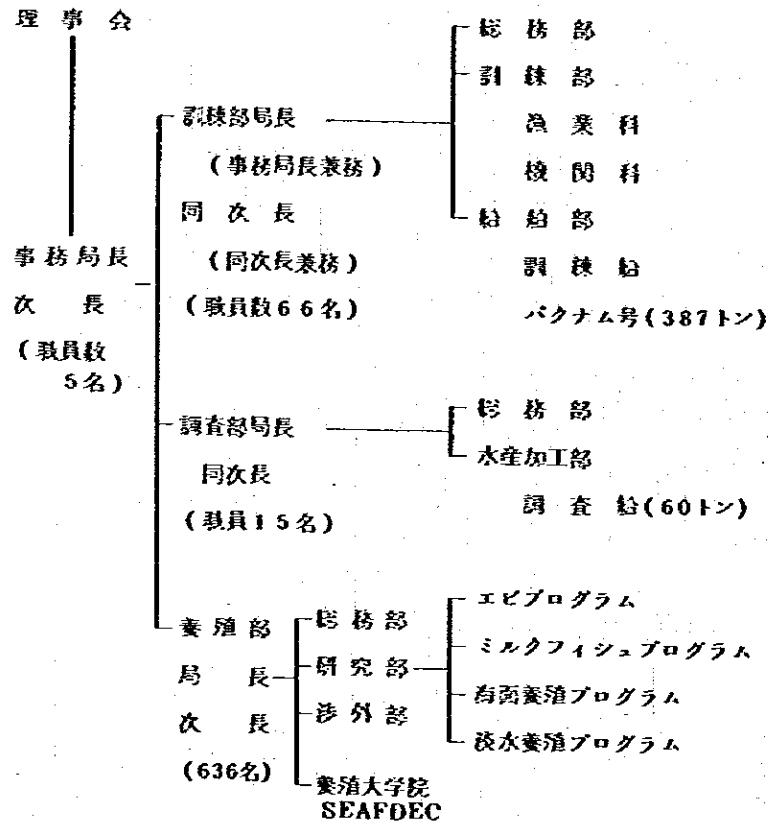 理事会
事務局長
次長
(職員数
5名)
訓練部局長
(事務局長兼務)
同次長
(同次長兼務)
(職員数66名)
総務部
訓練部
漁業科
機関科
船舶部
訓練船
パクナム号(387トン)
調査部局長
同次長
(職員15名)
総務部
水産加工部
調査船(60トン)
養殖部
局長
次長
(636名)
総務部
研究部
渉外部
養殖大学院
SEAFDEC
エビプログラム
ミルクフィシュプログラム
海面養殖プログラム
淡水養殖プログラム